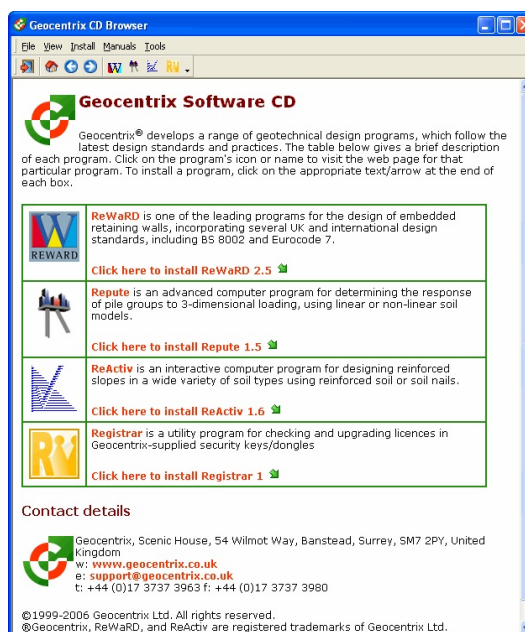 Geocentrix CD Browser
File View Install Manuals Tools
Geocentrix Software CD
Geocentrix® develops a range of geotechnical design programs, which follow the
latest design standards and practices. The table below gives a brief description
of each program. Click on the program's icon or name to visit the web page for that
particular program. To install a program, click on the appropriate text/arrow at the end of
each box.
REWARD
ReWaRD is one of the leading programs for the design of embedded
retaining walls, incorporating several UK and international design
standards, including BS 8002 and Eurocode 7.
Click here to install ReWaRD 2.5
Repute is an advanced computer program for determining the response
of pile groups to 3-dimensional loading, using linear or non-linear soil
models.
Click here to install Repute 1.5
ReActiv is an interactive computer program for designing reinforced
slopes in a wide variety of soil types using reinforced soil or soil nails.
Click here to install ReActiv 1.6
Registrar is a utility program for checking and upgrading licences in
Geocentrix-supplied security keys/dongles
Click here to install Registrar 1
Contact details
Geocentrix, Scenic House, 54 Wilmot Way, Banstead, Surrey, SM7 2PY, United
Kingdom
w: www.geocentrix.co.uk
e: support@geocentrix.co.uk
t: +44 (0)17 3737 3963 f: +44 (0)17 3737 3980
©1999-2006 Geocentrix Ltd. All rights reserved.
®Geocentrix, ReWaRD, and ReActiv are registered trademarks of Geocentrix Ltd.